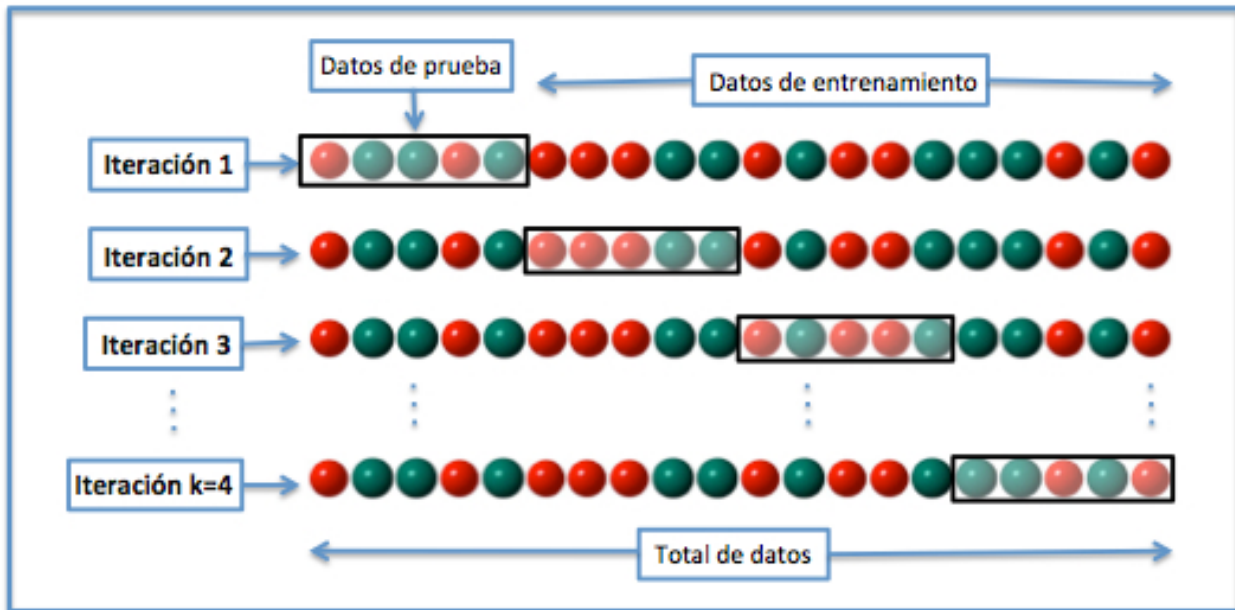 Datos de prueba
Datos de entrenamiento
Iteración 1
Iteración 2
Iteración 3
Iteración k=4
Total de datos